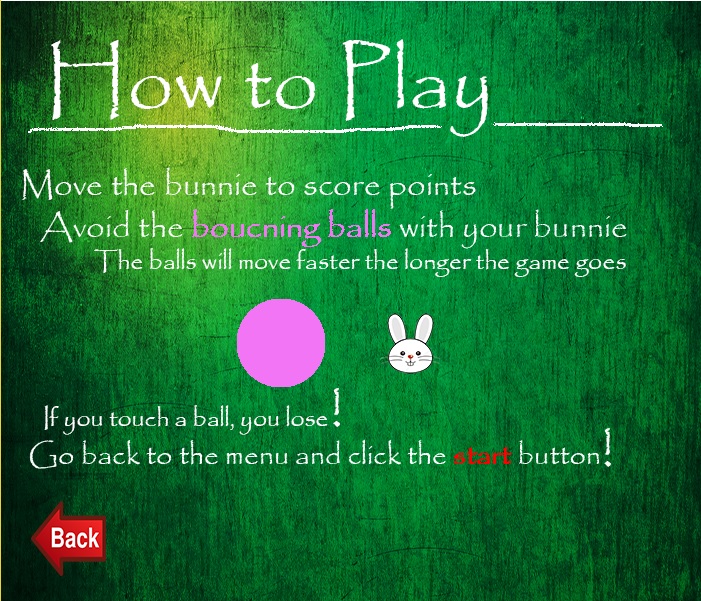 How to Play
Move the bunnie to score points
Avoid the boucning balls with your bunnie
The balls will move faster the longer the game goes
If you touch a ball, you lose!
Go back to the menu and click the start button!
Back